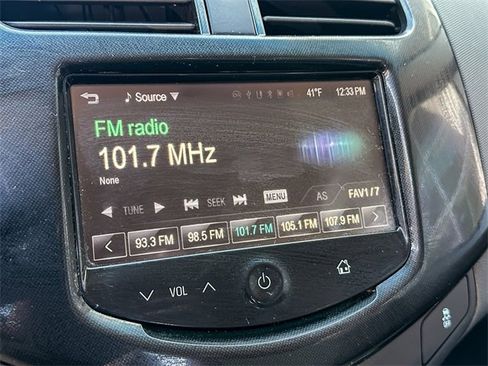 ♪ Source ▼ 41°F 12:33 PM
FM radio
101.7 MHz
None
◀ TUNE ▶ ⏮ SEEK ⏭ MENU AS FAV1 / 7
< 93.3 FM 98.5 FM 101.7 FM 105.1 FM 107.9 FM >
VOL